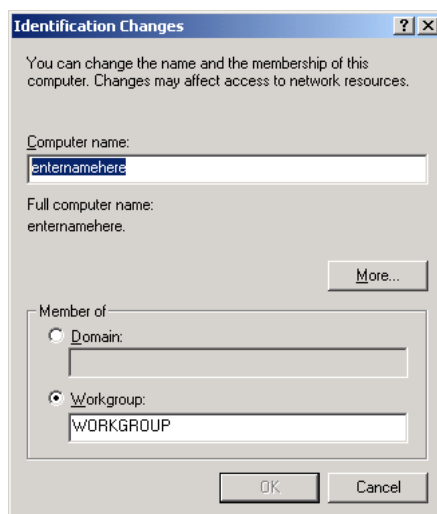 Identification Changes
You can change the name and the membership of this
computer. Changes may affect access to network resources.
Computer name:
enternamehere
Full computer name:
enternamehere.
More...
Member of
Domain:
Workgroup:
WORKGROUP
OK Cancel